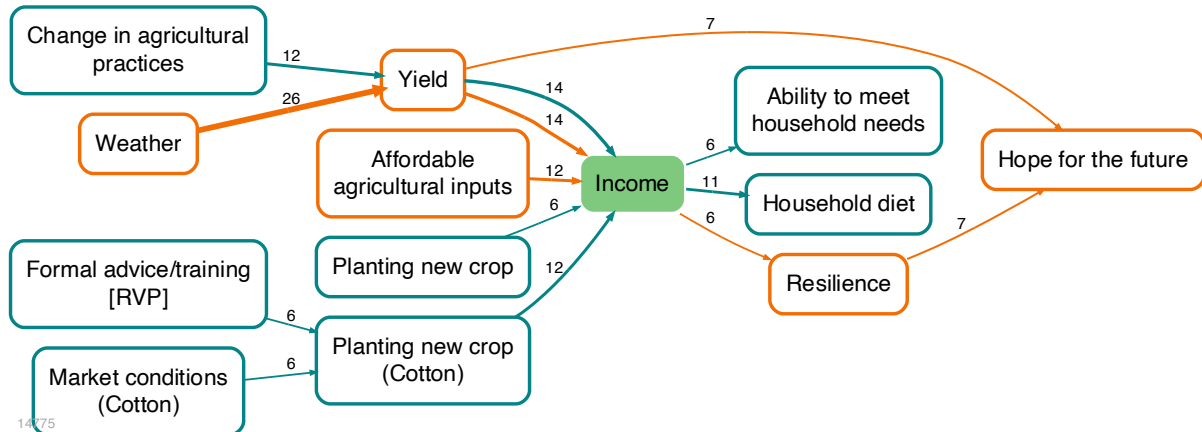 Change in agricultural
practices
12
Yield
7
26
Weather
14
14
Ability to meet
household needs
Affordable
agricultural inputs
12
Income
6
Hope for the future
6
11
Household diet
Planting new crop
6
7
Resilience
Formal advice/training
[RVP]
12
6
Planting new crop
(Cotton)
6
Market conditions
(Cotton)
14775